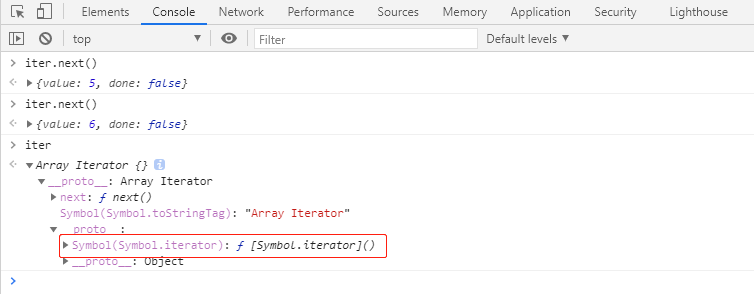 Elements Console Network Performance Sources Memory Application Security Lighthouse
top ▼ Filter Default levels ▼
> iter.next()
<· ▶{value: 5, done: false}
> iter.next()
<· ▶{value: 6, done: false}
> iter
<· ▼Array Iterator {} i
▼__proto__: Array Iterator
▶next: ƒ next()
Symbol(Symbol.toStringTag): "Array Iterator"
▼__proto__:
▶Symbol(Symbol.iterator): ƒ [Symbol.iterator]()
▶__proto__: Object
>